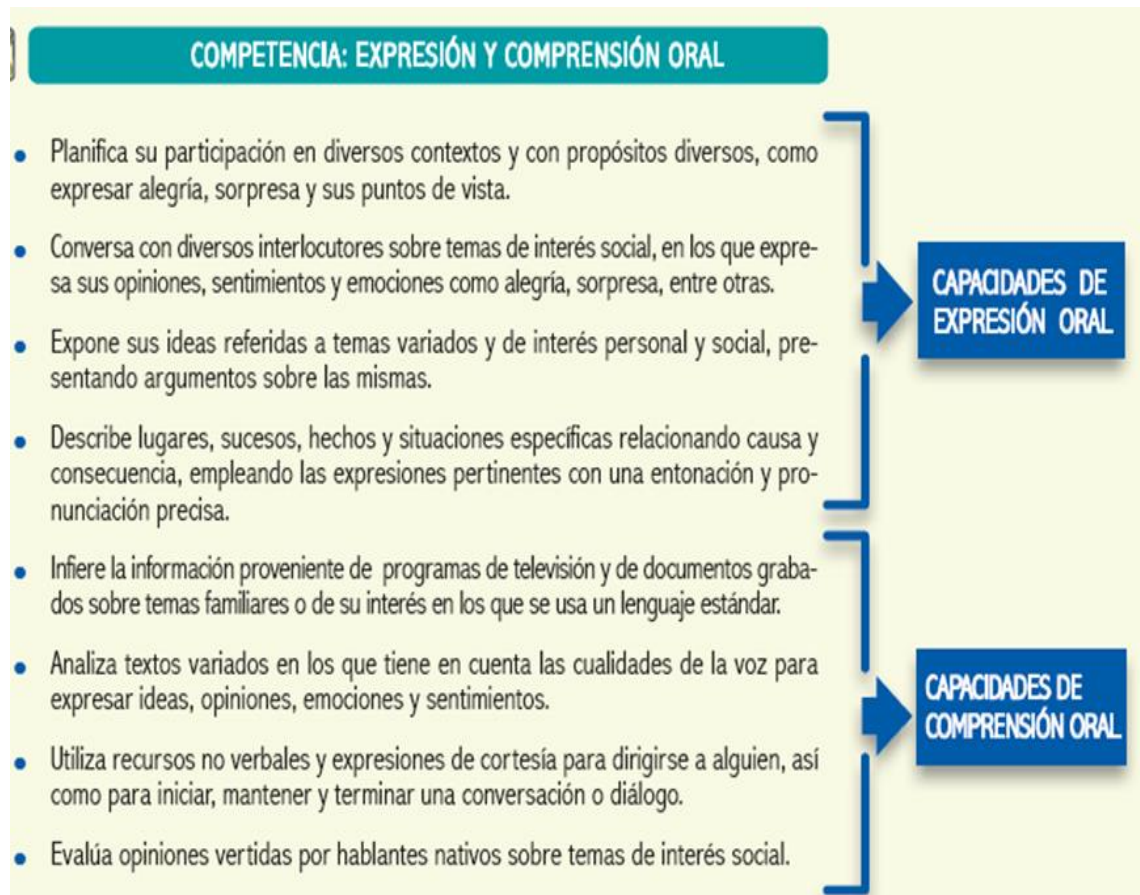 COMPETENCIA: EXPRESIÓN Y COMPRENSIÓN ORAL
• Planifica su participación en diversos contextos y con propósitos diversos, como
expresar alegría, sorpresa y sus puntos de vista.
• Conversa con diversos interlocutores sobre temas de interés social, en los que expre-
sa sus opiniones, sentimientos y emociones como alegría, sorpresa, entre otras.
• Expone sus ideas referidas a temas variados y de interés personal y social, pre-
sentando argumentos sobre las mismas.
• Describe lugares, sucesos, hechos y situaciones específicas relacionando causa y
consecuencia, empleando las expresiones pertinentes con una entonación y pro-
nunciación precisa.
CAPACIDADES DE
EXPRESIÓN ORAL
• Infiere la información proveniente de programas de televisión y de documentos graba-
dos sobre temas familiares o de su interés en los que se usa un lenguaje estándar.
• Analiza textos variados en los que tiene en cuenta las cualidades de la voz para
expresar ideas, opiniones, emociones y sentimientos.
• Utiliza recursos no verbales y expresiones de cortesía para dirigirse a alguien, así
como para iniciar, mantener y terminar una conversación o diálogo.
• Evalúa opiniones vertidas por hablantes nativos sobre temas de interés social.
CAPACIDADES DE
COMPRENSIÓN ORAL